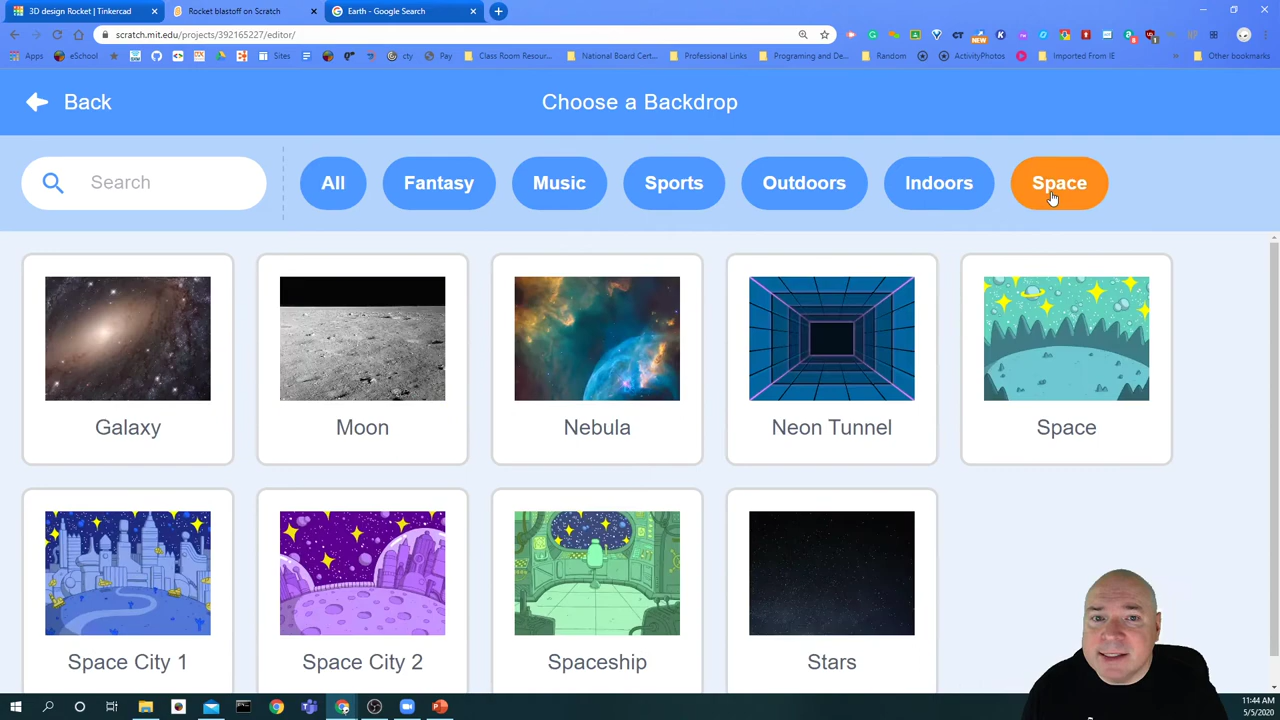 3D design Rocket | Tinkercad
Rocket blastoff on Scratch
Earth - Google Search
scratch.mit.edu/projects/392165227/editor/
Apps
eSchool
Sites
cty
Pay
Class Room Resour...
National Board Cert...
Professional Links
Programing and De...
Random
ActivityPhotos
Imported From IE
Other bookmarks
Back
Choose a Backdrop
Search
All
Fantasy
Music
Sports
Outdoors
Indoors
Space
Galaxy
Moon
Nebula
Neon Tunnel
Space
Space City 1
Space City 2
Spaceship
Stars
11:44 AM
5/5/2020